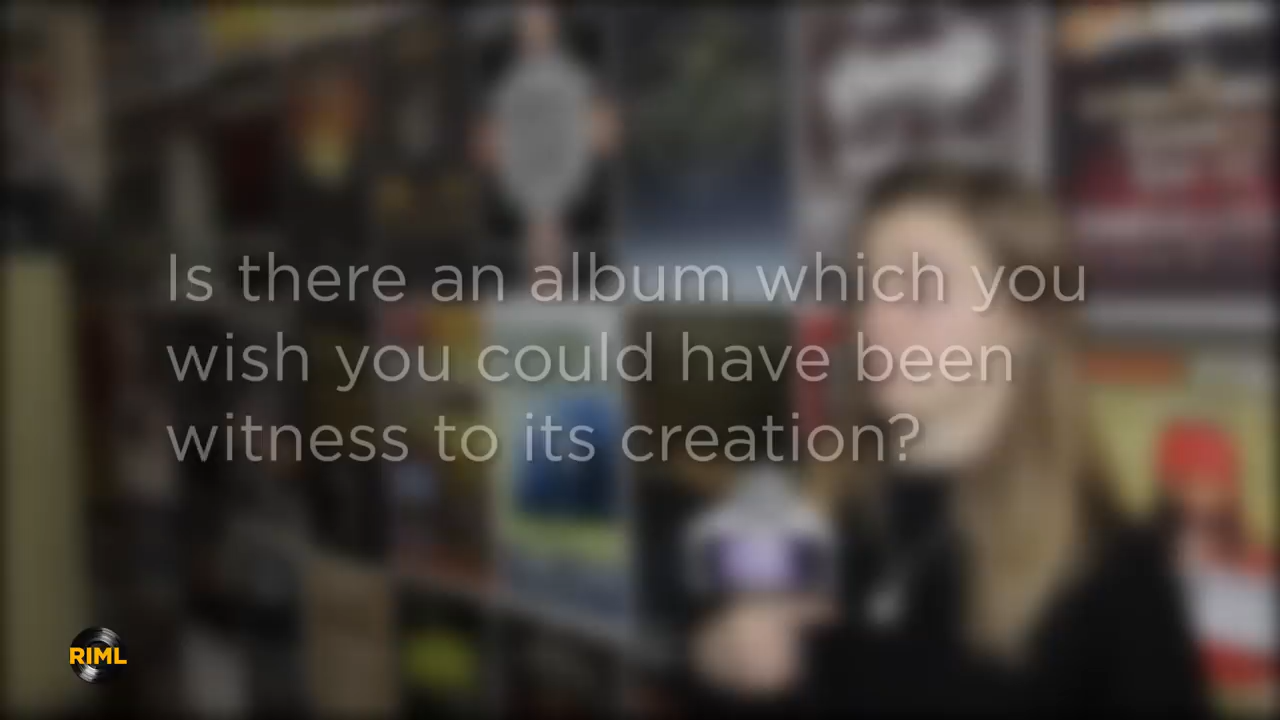 Is there an album which you
wish you could have been
witness to its creation?
RIML